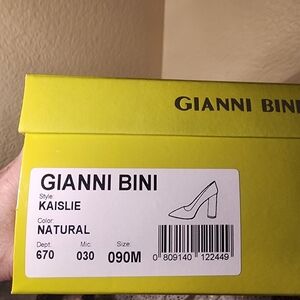 GIANNI BINI
GIANNI BINI
Style
KAISLIE
Color:
NATURAL
Dept. Mic. Size:
670 030 090M
0 809140 122449